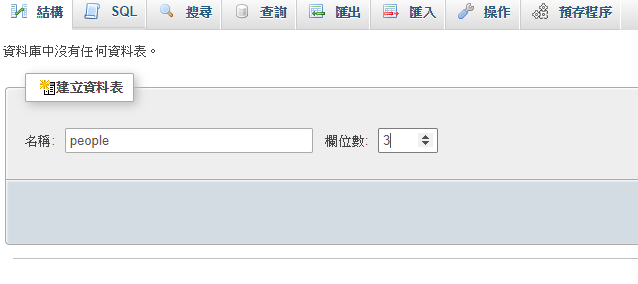 結構 SQL 搜尋 查詢 匯出 匯入 操作 預存程序
資料庫中沒有任何資料表。
建立資料表
名稱: people 欄位數: 3